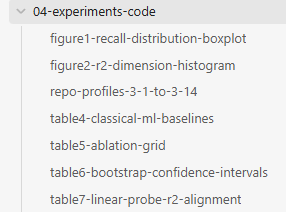 04-experiments-code
figure1-recall-distribution-boxplot
figure2-r2-dimension-histogram
repo-profiles-3-1-to-3-14
table4-classical-ml-baselines
table5-ablation-grid
table6-bootstrap-confidence-intervals
table7-linear-probe-r2-alignment